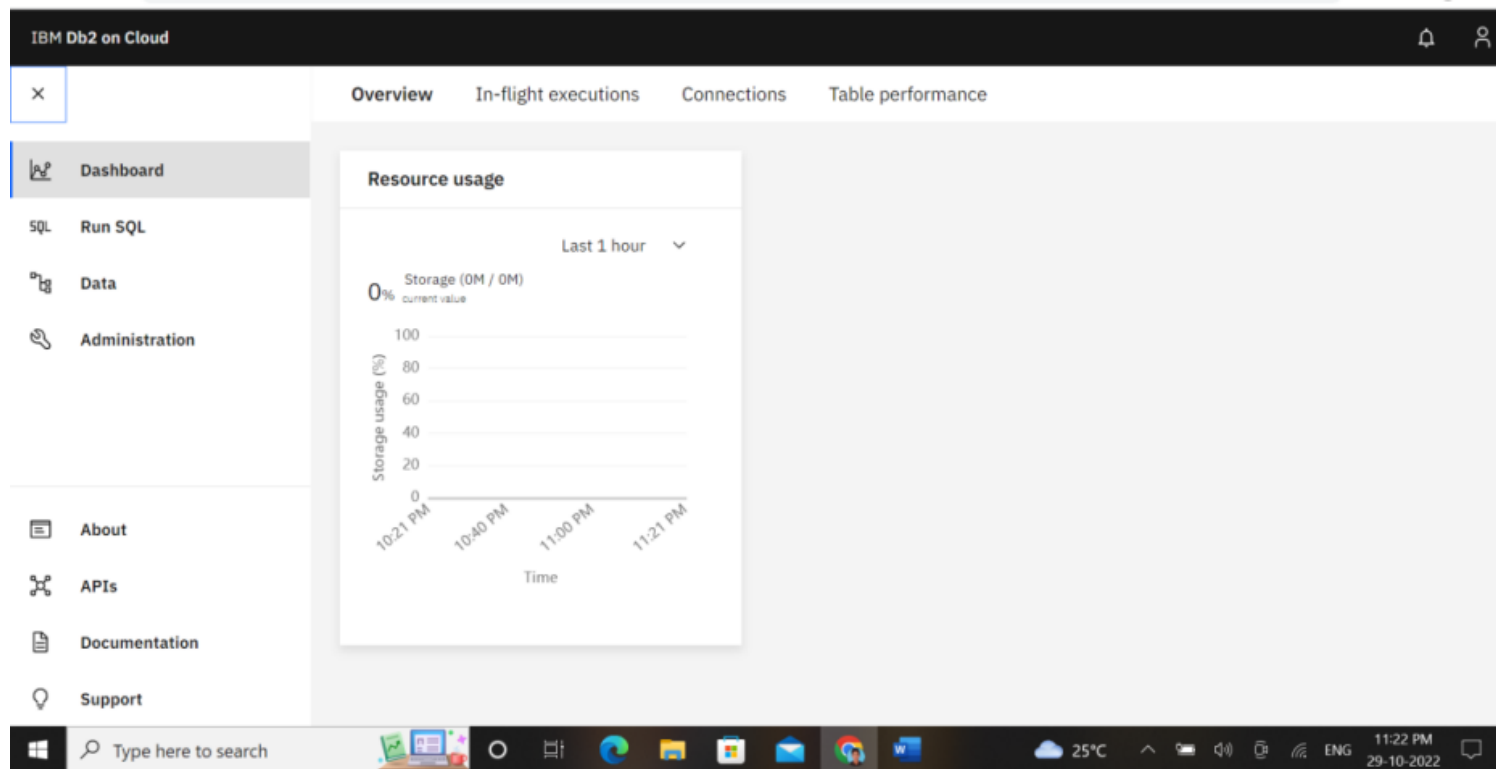 IBM Db2 on Cloud
Overview In-flight executions Connections Table performance
Dashboard
SQL Run SQL
Data
Administration
About
APIs
Documentation
Support
Resource usage
Last 1 hour
0% Storage (0M / 0M)
current value
100
80
60
40
20
0
Storage usage (%)
10:21 PM 10:40 PM 11:00 PM 11:21 PM
Time
Type here to search
W
25°C
ENG
11:22 PM
29-10-2022